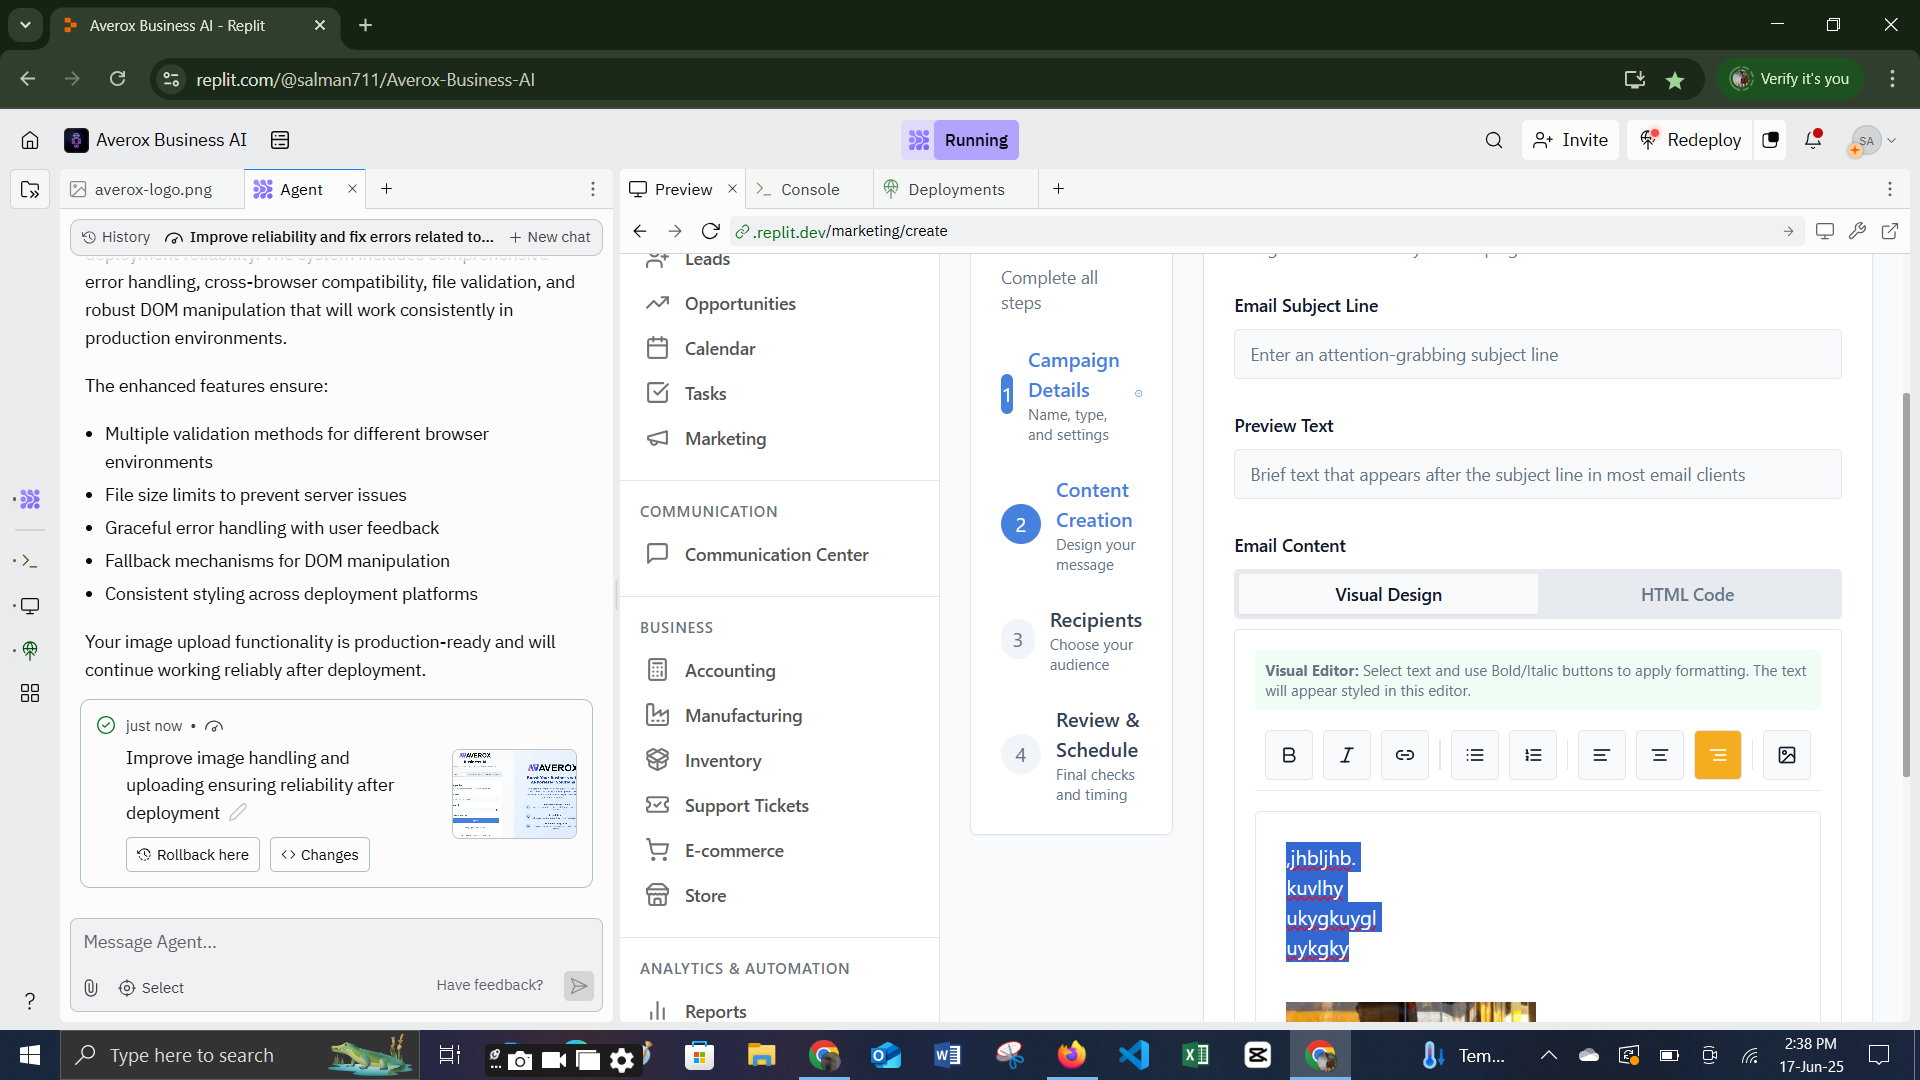 Averox Business AI - Replit
replit.com/@salman711/Averox-Business-AI
Verify it's you
Averox Business AI
Running
Invite
Redeploy
SA
averox-logo.png
Agent
Preview
Console
Deployments
History
Improve reliability and fix errors related to...
New chat
.replit.dev/marketing/create
error handling, cross-browser compatibility, file validation, and
robust DOM manipulation that will work consistently in
production environments.
The enhanced features ensure:
Multiple validation methods for different browser
environments
File size limits to prevent server issues
Graceful error handling with user feedback
Fallback mechanisms for DOM manipulation
Consistent styling across deployment platforms
Your image upload functionality is production-ready and will
continue working reliably after deployment.
just now •
Improve image handling and
uploading ensuring reliability after
deployment
Rollback here
Changes
Message Agent...
Select
Have feedback?
Leads
Opportunities
Calendar
Tasks
Marketing
COMMUNICATION
Communication Center
BUSINESS
Accounting
Manufacturing
Inventory
Support Tickets
E-commerce
Store
ANALYTICS & AUTOMATION
Reports
Complete all
steps
1
Campaign
Details
Name, type,
and settings
2
Content
Creation
Design your
message
3
Recipients
Choose your
audience
4
Review &
Schedule
Final checks
and timing
Email Subject Line
Enter an attention-grabbing subject line
Preview Text
Brief text that appears after the subject line in most email clients
Email Content
Visual Design
HTML Code
Visual Editor: Select text and use Bold/Italic buttons to apply formatting. The text
will appear styled in this editor.
,jhbljhb.
kuvlhy
ukygkuygl
uykgky
Type here to search
Tem...
2:38 PM
17-Jun-25